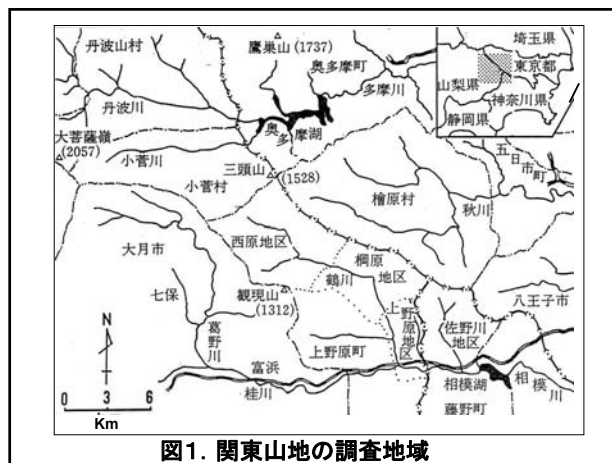 丹波山村
鷹巣山(1737)
奥多摩町
多摩川
丹波川
大菩薩嶺
(2057)
奥多摩湖
小菅川
三頭山
(1528)
小菅村
埼玉県
東京都
山梨県
神奈川県
静岡県
五日市町
檜原村
秋川
大月市
西原地区
棡原
地区
鶴川
七保
観現山
(1312)
上野原地区
佐野川
地区
八王子市
N
葛野川
上野原町
富浜
桂川
相模湖
相模川
藤野町
0 3 6
Km
図1. 関東山地の調査地域